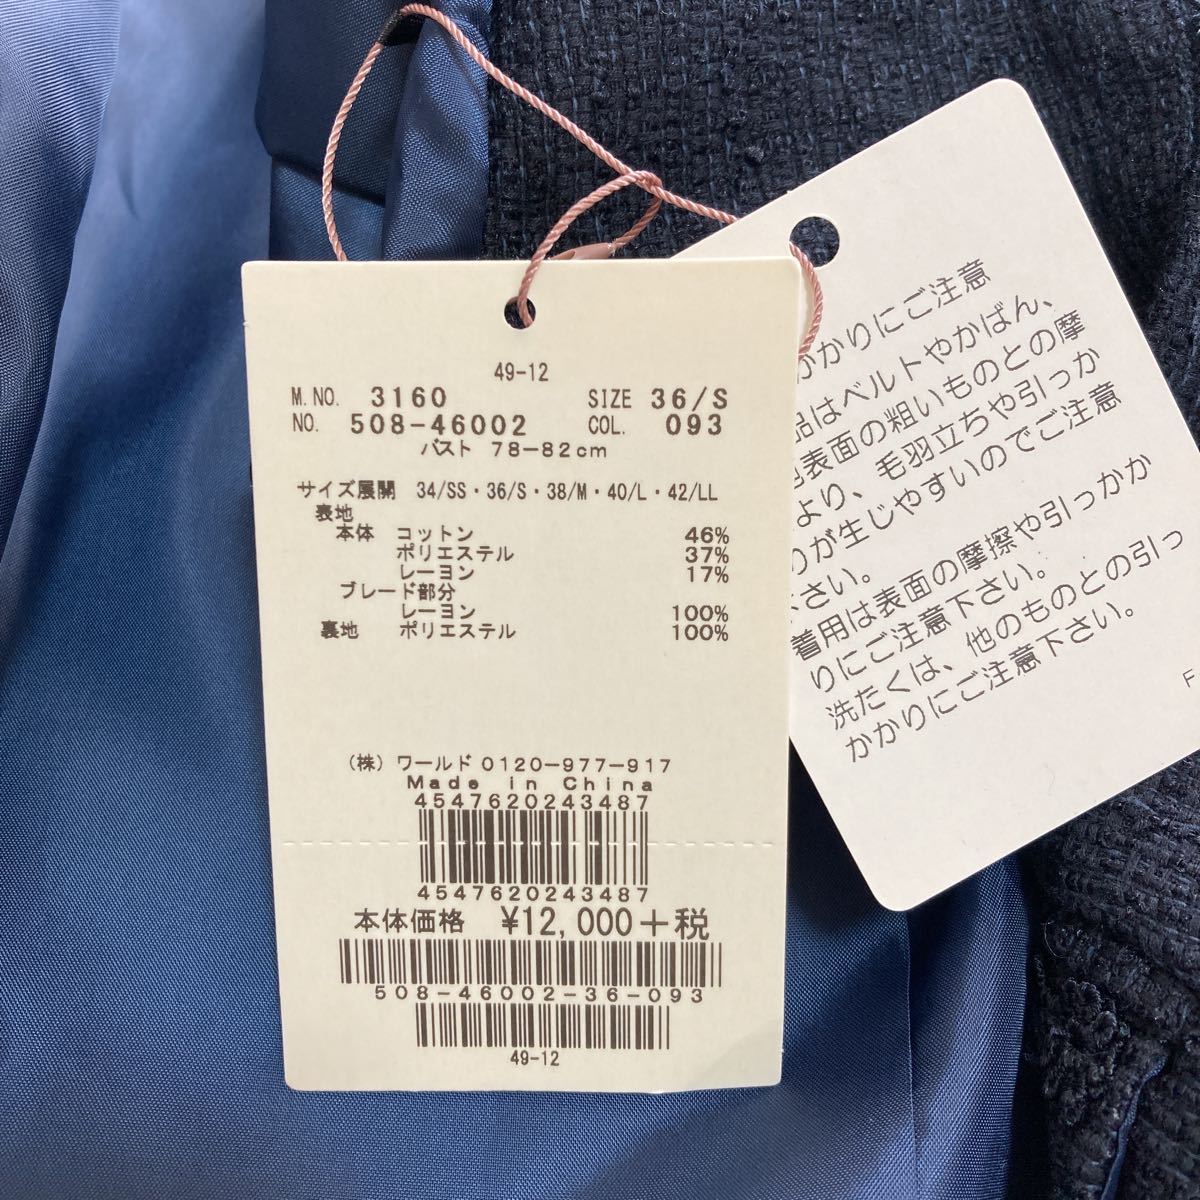 49-12
M.NO. 3160 SIZE 36/S
NO. 508-46002 COL. 093
バスト 78-82cm
サイズ展開 34/SS・36/S・38/M・40/L・42/LL
表地
本体 コットン 46%
ポリエステル 37%
レーヨン 17%
ブレード部分
レーヨン 100%
裏地 ポリエステル 100%
(株)ワールド 0120-977-917
Made in China
4547620243487
4547620243487
本体価格 ¥12,000+税
508-46002-36-093
49-12
かかりにご注意
品はベルトやかばん、
表面の粗いものとの摩
より、毛羽立ちや引っか
りが生じやすいのでご注意
さい。
着用は表面の摩擦や引っかか
りにご注意下さい。
洗たくは、他のものとの引っ
かかりにご注意下さい。
F